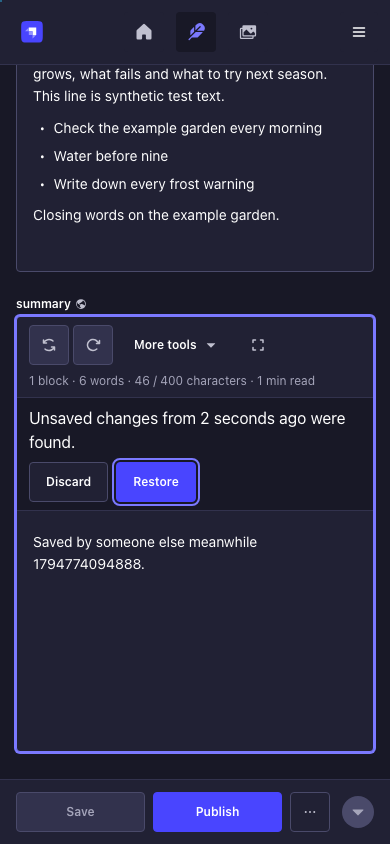 grows, what fails and what to try next season.
This line is synthetic test text.
• Check the example garden every morning
• Water before nine
• Write down every frost warning
Closing words on the example garden.
summary
More tools
1 block · 6 words · 46 / 400 characters · 1 min read
Unsaved changes from 2 seconds ago were
found.
Discard
Restore
Saved by someone else meanwhile
1794774094888.
Save
Publish